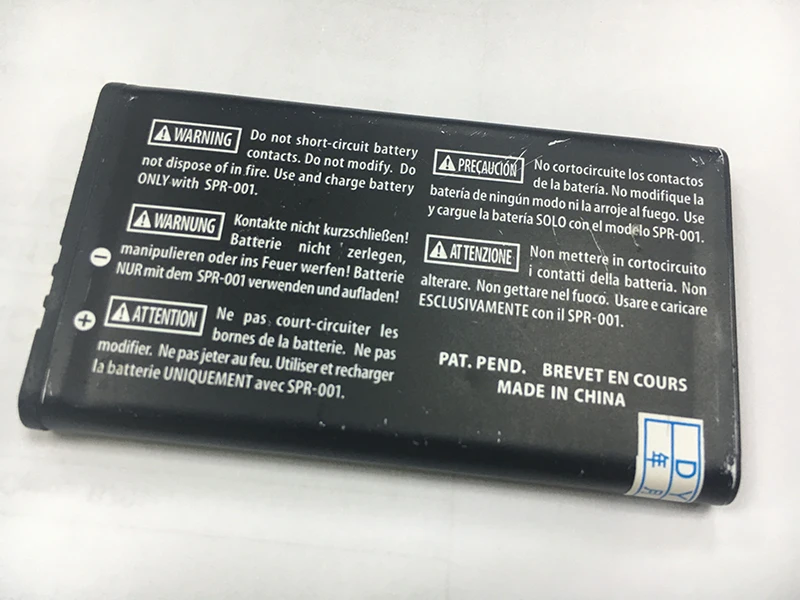 WARNING Do not short-circuit battery
contacts. Do not modify. Do
not dispose of in fire. Use and charge battery
ONLY with SPR-001.
WARNUNG Kontakte nicht kurzschließen!
Batterie nicht zerlegen,
manipulieren oder ins Feuer werfen! Batterie
NUR mit dem SPR-001 verwenden und aufladen!
ATTENTION Ne pas court-circuiter les
bornes de la batterie. Ne pas
modifier. Ne pas jeter au feu. Utiliser et recharger
la batterie UNIQUEMENT avec SPR-001.
PRECAUCIÓN No cortocircuite los contactos
de la batería. No modifique la
batería de ningún modo ni la arroje al fuego. Use
y cargue la batería SOLO con el modelo SPR-001.
ATTENZIONE Non mettere in cortocircuito
i contatti della batteria. Non
alterare. Non gettare nel fuoco. Usare e caricare
ESCLUSIVAMENTE con il SPR-001.
PAT. PEND. BREVET EN COURS
MADE IN CHINA
DY
年月